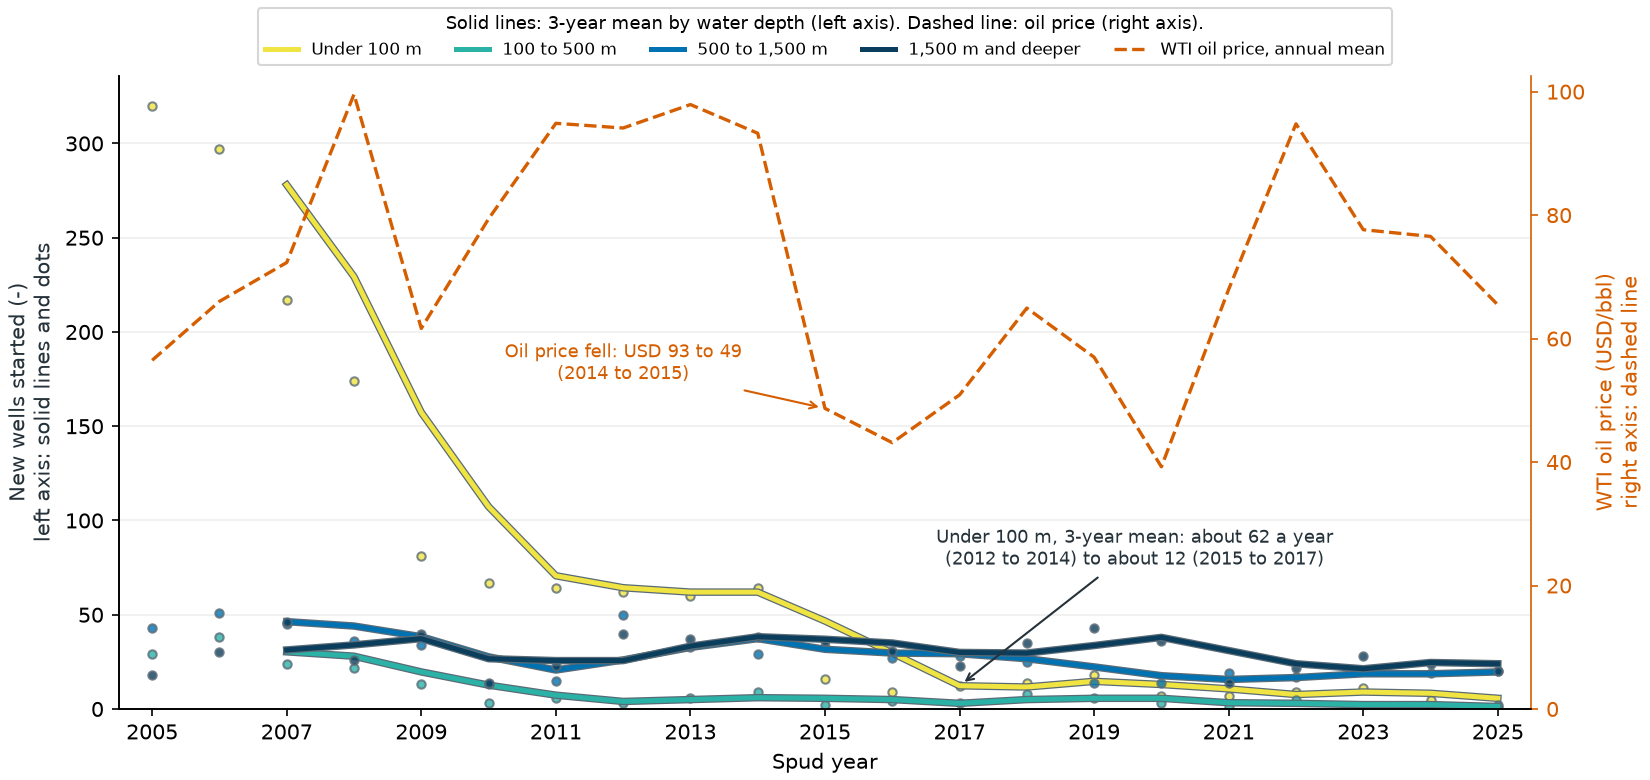 Solid lines: 3-year mean by water depth (left axis). Dashed line: oil price (right axis).
Under 100 m
100 to 500 m
500 to 1,500 m
1,500 m and deeper
WTI oil price, annual mean
New wells started (-)
left axis: solid lines and dots
300
250
200
150
100
50
0
Oil price fell: USD 93 to 49
(2014 to 2015)
Under 100 m, 3-year mean: about 62 a year
(2012 to 2014) to about 12 (2015 to 2017)
100
80
60
40
20
0
WTI oil price (USD/bbl)
right axis: dashed line
2005
2007
2009
2011
2013
2015
2017
2019
2021
2023
2025
Spud year